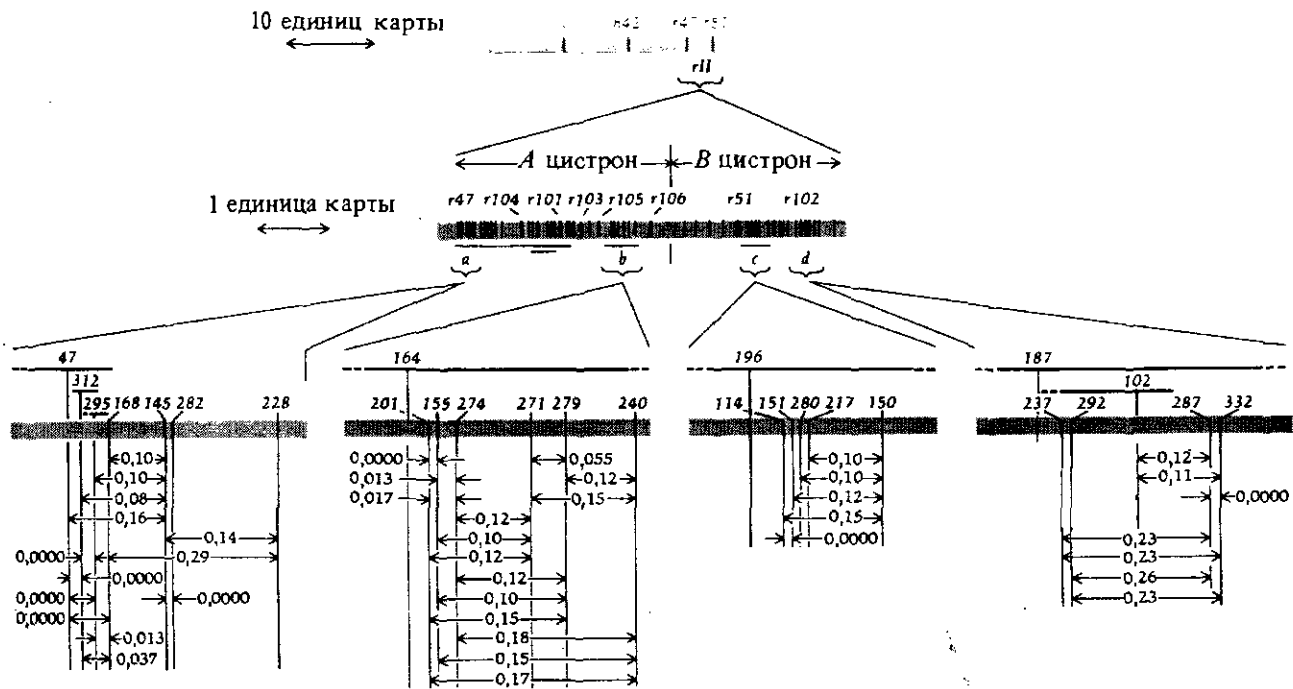 10 единиц карты
r42 r47 r51
rII
А цистрон В цистрон
r47 r104 r101 r103 r105 r106 r51 r102
1 единица карты
a b c d
47 164 196 187
312 102
295 168 145 282 228 201 155 274 271 279 240 114 151 280 217 150 237 292 287 332
0,10 0,0000 0,055 0,10 0,12
0,10 0,013 0,12 0,10 0,11
0,08 0,017 0,15 0,12 0,0000
0,16 0,12 0,15
0,14 0,10 0,0000 0,23
0,0000 0,29 0,12 0,23
0,0000 0,12 0,26
0,0000 0,0000 0,10 0,23
0,0000 0,15
0,013 0,18
0,037 0,15
0,17